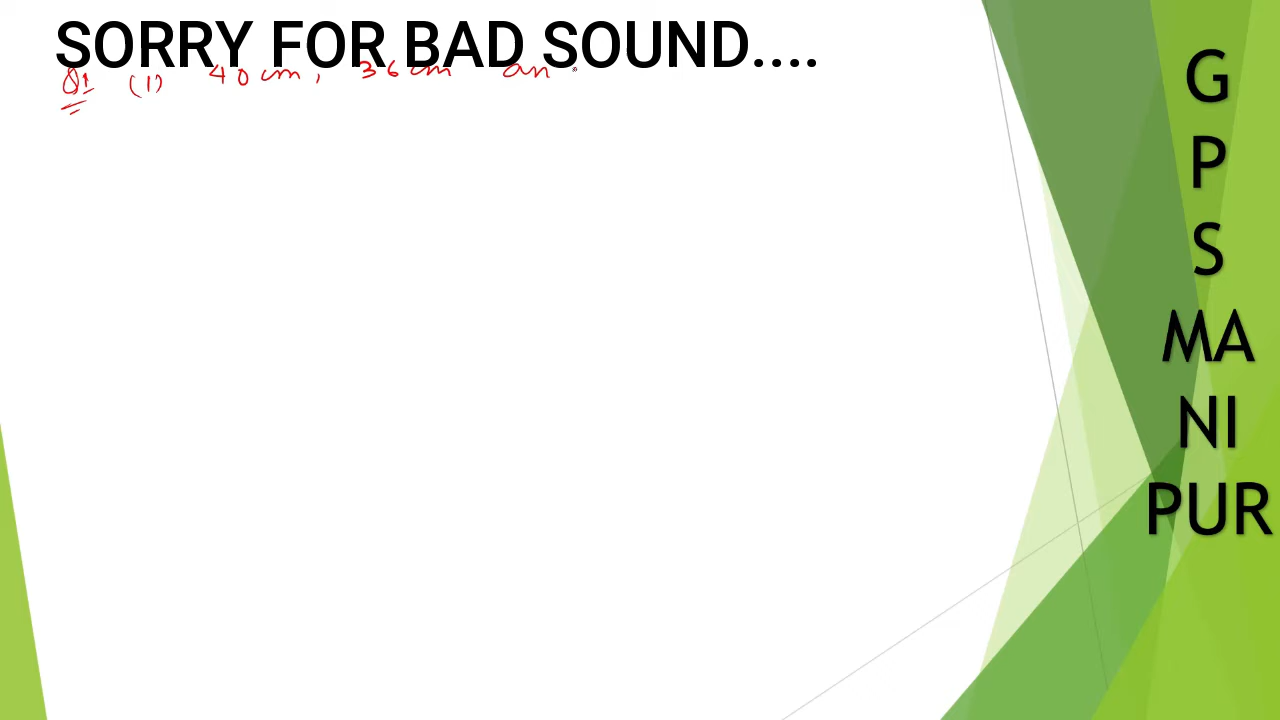 SORRY FOR BAD SOUND....
Q1 (1) 40 cm, 36 cm an
G
P
S
MA
NI
PUR